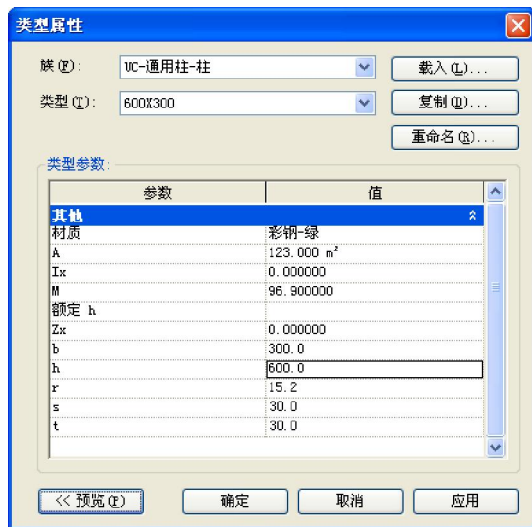 类型属性
族(F): UC-通用柱-柱 载入(L)...
类型(T): 600X300 复制(D)...
重命名(R)...
类型参数:
参数 值
其他
材质 彩钢-绿
A 123.000 m²
Ix 0.000000
M 96.900000
额定 h
Zx 0.000000
b 300.0
h 600.0
r 15.2
s 30.0
t 30.0
<< 预览(P) 确定 取消 应用